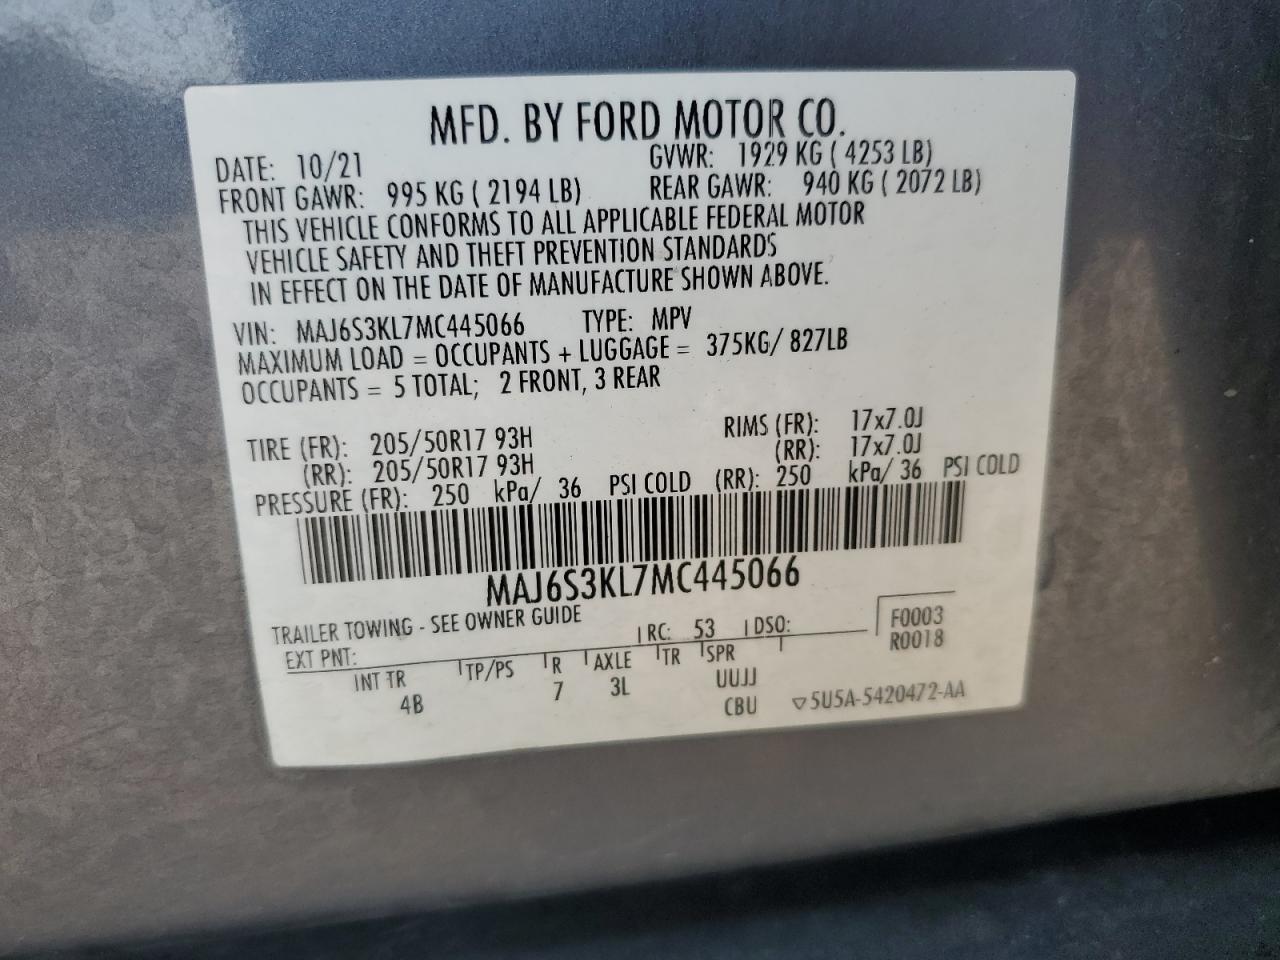 MFD. BY FORD MOTOR CO.
DATE: 10/21 GVWR: 1929 KG ( 4253 LB)
FRONT GAWR: 995 KG ( 2194 LB) REAR GAWR: 940 KG ( 2072 LB)
THIS VEHICLE CONFORMS TO ALL APPLICABLE FEDERAL MOTOR
VEHICLE SAFETY AND THEFT PREVENTION STANDARDS
IN EFFECT ON THE DATE OF MANUFACTURE SHOWN ABOVE.
VIN: MAJ6S3KL7MC445066 TYPE: MPV
MAXIMUM LOAD = OCCUPANTS + LUGGAGE = 375KG/ 827LB
OCCUPANTS = 5 TOTAL; 2 FRONT, 3 REAR
TIRE (FR): 205/50R17 93H RIMS (FR): 17x7.0J
(RR): 205/50R17 93H (RR): 17x7.0J
PRESSURE (FR): 250 kPa/ 36 PSI COLD (RR): 250 kPa/ 36 PSI COLD
MAJ6S3KL7MC445066
TRAILER TOWING - SEE OWNER GUIDE
EXT PNT: RC: 53 DSO: F0003
R0018
INT TR TP/PS R AXLE TR SPR
4B 7 3L UUJJ
CBU ▽5U5A-5420472-AA